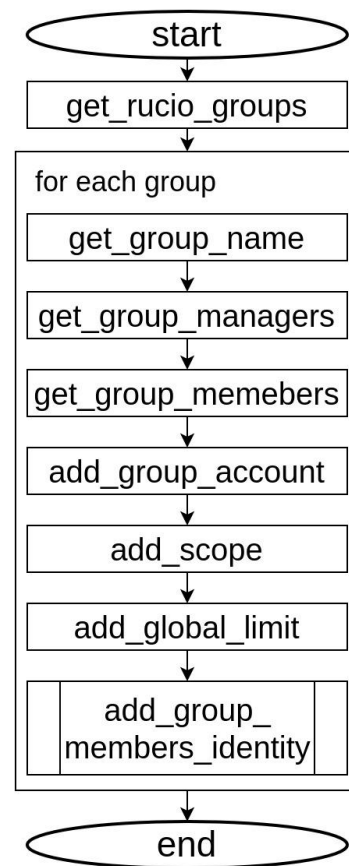 start
get_rucio_groups
for each group
get_group_name
get_group_managers
get_group_memebers
add_group_account
add_scope
add_global_limit
add_group_
members_identity
end